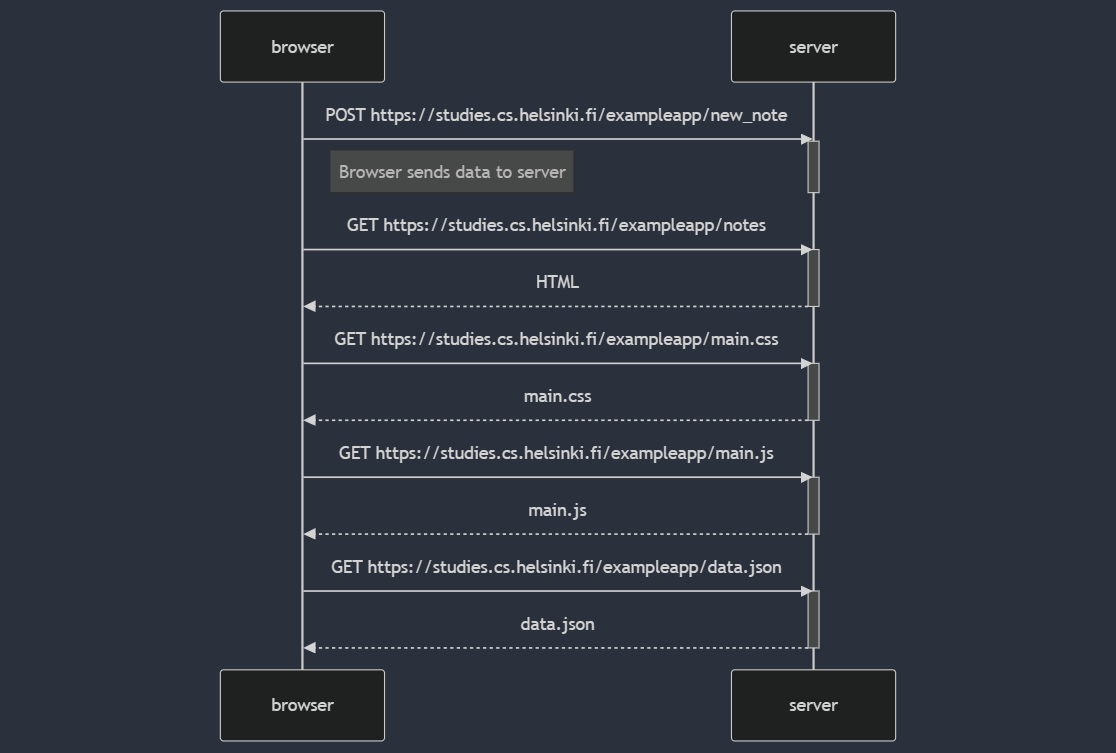 browser
server
POST https://studies.cs.helsinki.fi/exampleapp/new_note
Browser sends data to server
GET https://studies.cs.helsinki.fi/exampleapp/notes
HTML
GET https://studies.cs.helsinki.fi/exampleapp/main.css
main.css
GET https://studies.cs.helsinki.fi/exampleapp/main.js
main.js
GET https://studies.cs.helsinki.fi/exampleapp/data.json
data.json
browser
server